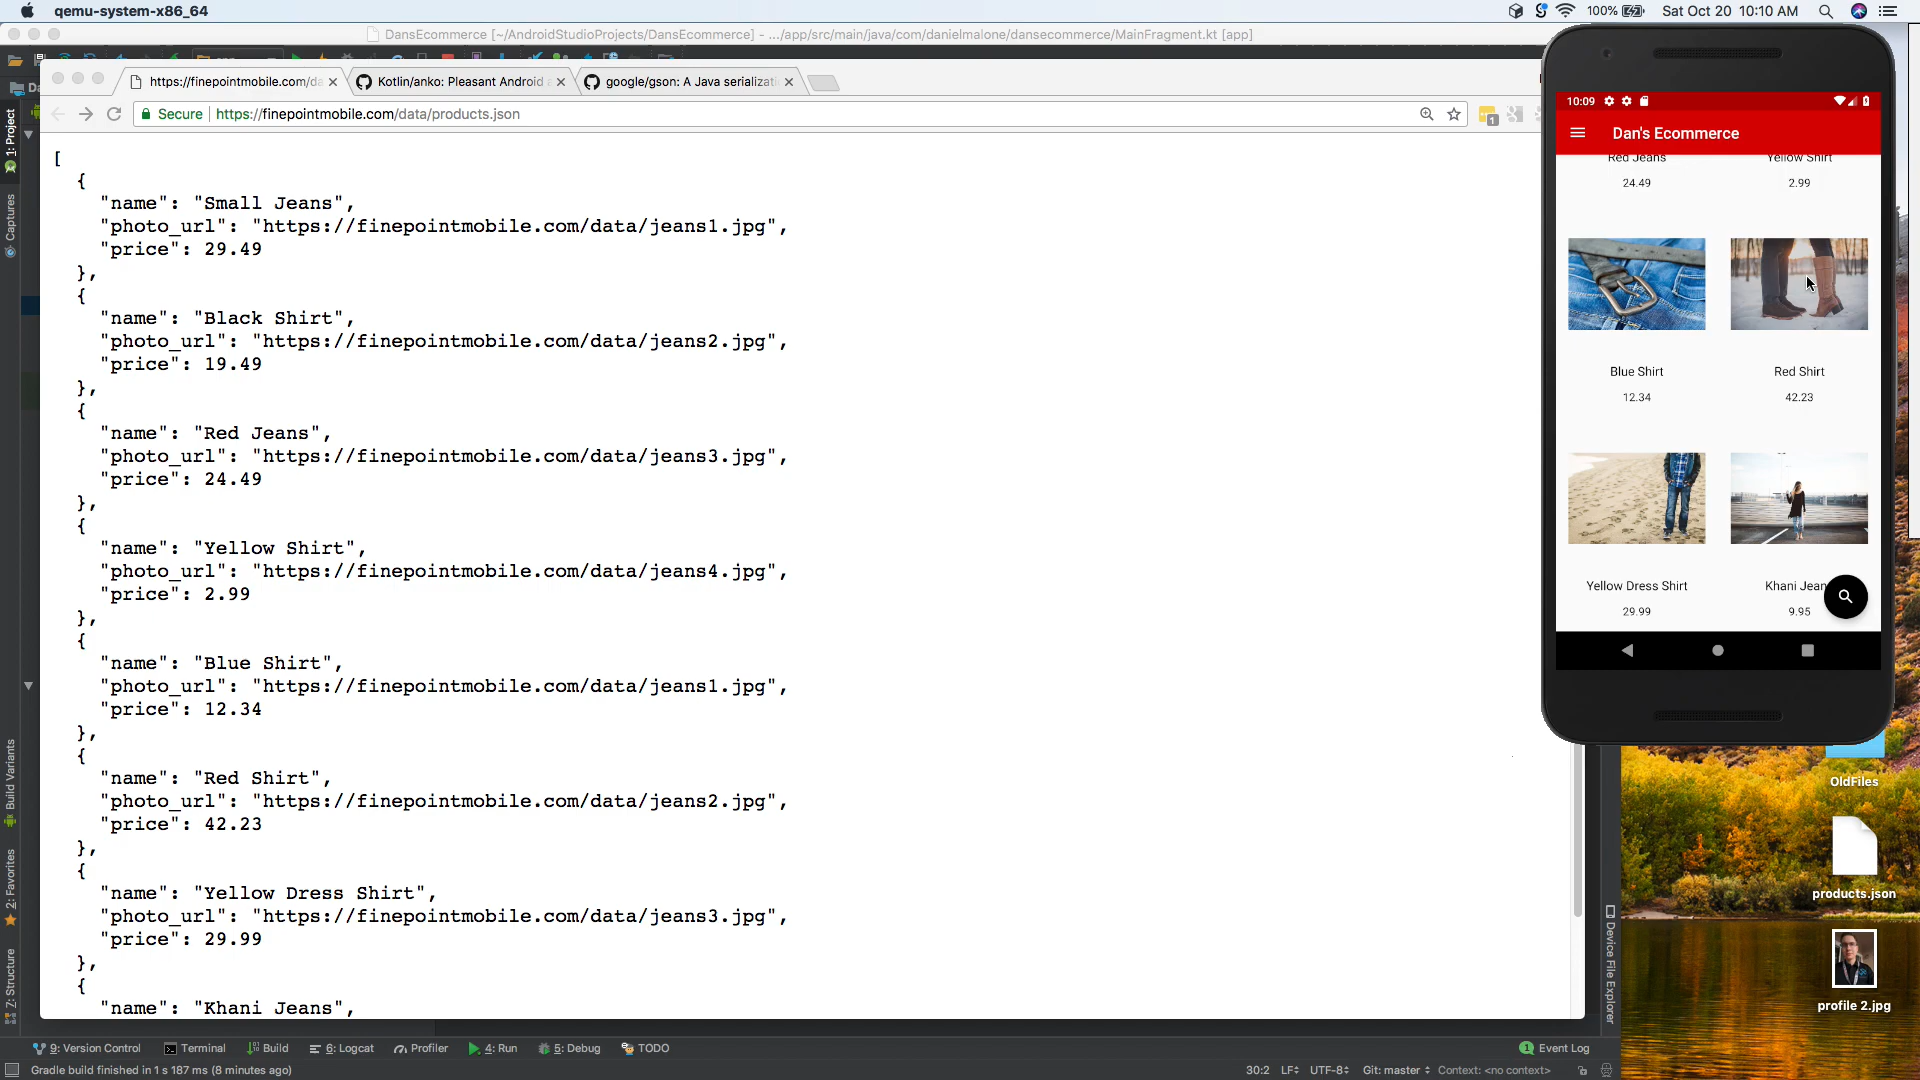 qemu-system-x86_64
100%
Sat Oct 20 10:10 AM
DansEcommerce [~/AndroidStudioProjects/DansEcommerce] - .../app/src/main/java/com/danielmalone/dansecommerce/MainFragment.kt [app]
https://finepointmobile.com/da
Kotlin/anko: Pleasant Android a
google/gson: A Java serializati
Secure
https://finepointmobile.com/data/products.json
1
[
{
"name": "Small Jeans",
"photo_url": "https://finepointmobile.com/data/jeans1.jpg",
"price": 29.49
},
{
"name": "Black Shirt",
"photo_url": "https://finepointmobile.com/data/jeans2.jpg",
"price": 19.49
},
{
"name": "Red Jeans",
"photo_url": "https://finepointmobile.com/data/jeans3.jpg",
"price": 24.49
},
{
"name": "Yellow Shirt",
"photo_url": "https://finepointmobile.com/data/jeans4.jpg",
"price": 2.99
},
{
"name": "Blue Shirt",
"photo_url": "https://finepointmobile.com/data/jeans1.jpg",
"price": 12.34
},
{
"name": "Red Shirt",
"photo_url": "https://finepointmobile.com/data/jeans2.jpg",
"price": 42.23
},
{
"name": "Yellow Dress Shirt",
"photo_url": "https://finepointmobile.com/data/jeans3.jpg",
"price": 29.99
},
{
"name": "Khani Jeans",
1: Project
Captures
Build Variants
2: Favorites
7: Structure
10:09
Dan's Ecommerce
Red Jeans
24.49
Yellow Shirt
2.99
Blue Shirt
12.34
Red Shirt
42.23
Yellow Dress Shirt
29.99
Khani Jean
9.95
OldFiles
products.json
profile 2.jpg
Device File Explorer
9: Version Control
Terminal
Build
6: Logcat
Profiler
4: Run
5: Debug
TODO
1 Event Log
Gradle build finished in 1 s 187 ms (8 minutes ago)
30:2
LF
UTF-8
Git: master
Context: <no context>